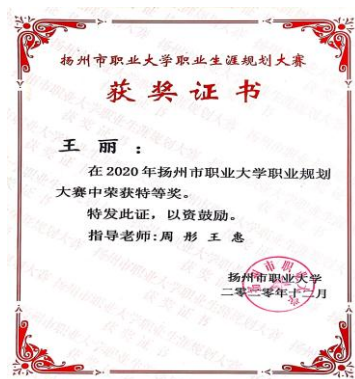 扬州市职业大学职业生涯规划大赛
获奖证书
王丽：
在2020年扬州市职业大学职业规划
大赛中荣获特等奖。
特发此证，以资鼓励。
指导老师:周彤 王惠
扬州市职业大学
二零二零年十二月